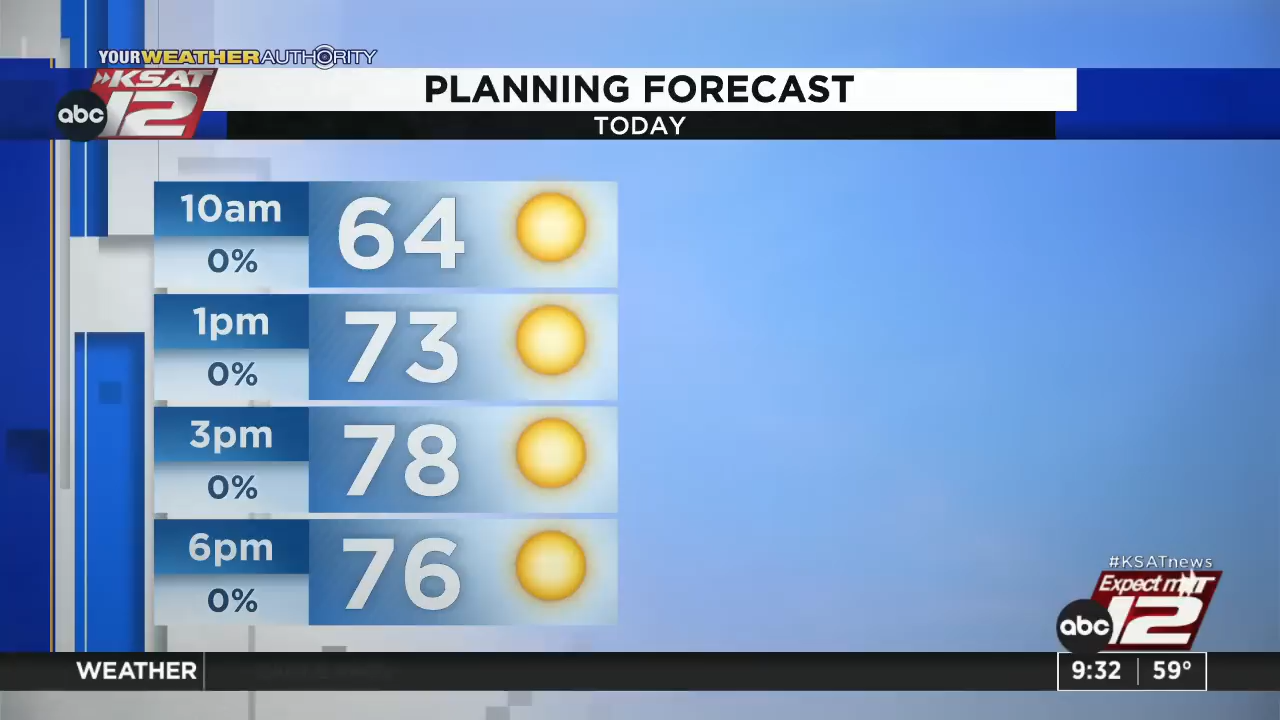 YOURWEATHERAUTHORITY
KSAT
abc 12
PLANNING FORECAST
TODAY
10am 64
0%
1pm 73
0%
3pm 78
0%
6pm 76
0%
#KSATnews
Expect
abc 12
WEATHER
9:32 59°